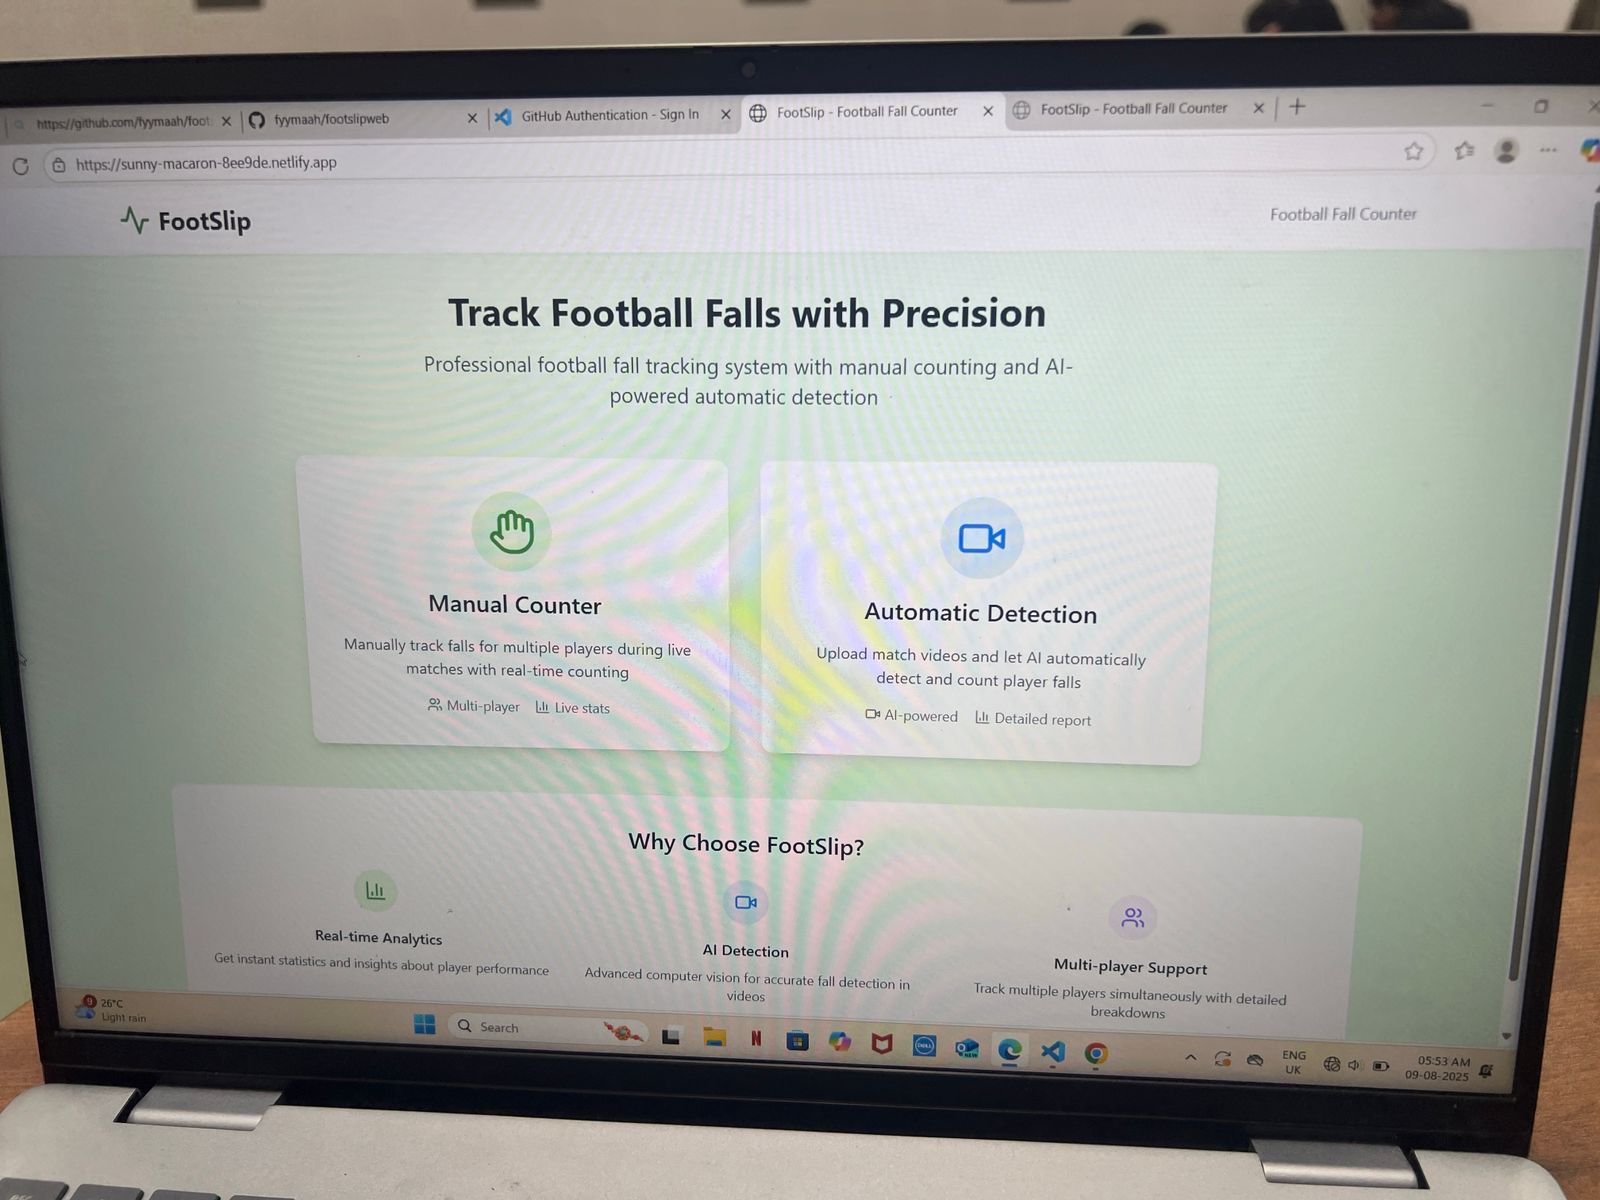 https://github.com/fyymaah/foot
fyymaah/footslipweb
GitHub Authentication - Sign In
FootSlip - Football Fall Counter
FootSlip - Football Fall Counter
https://sunny-macaron-8ee9de.netlify.app
FootSlip
Football Fall Counter
Track Football Falls with Precision
Professional football fall tracking system with manual counting and AI-
powered automatic detection
Manual Counter
Manually track falls for multiple players during live
matches with real-time counting
Multi-player Live stats
Automatic Detection
Upload match videos and let AI automatically
detect and count player falls
AI-powered Detailed report
Why Choose FootSlip?
Real-time Analytics
Get instant statistics and insights about player performance
AI Detection
Advanced computer vision for accurate fall detection in
videos
Multi-player Support
Track multiple players simultaneously with detailed
breakdowns
9
26°C
Light rain
Search
N
DELL
NEW
ENG
UK
05:53 AM
09-08-2025